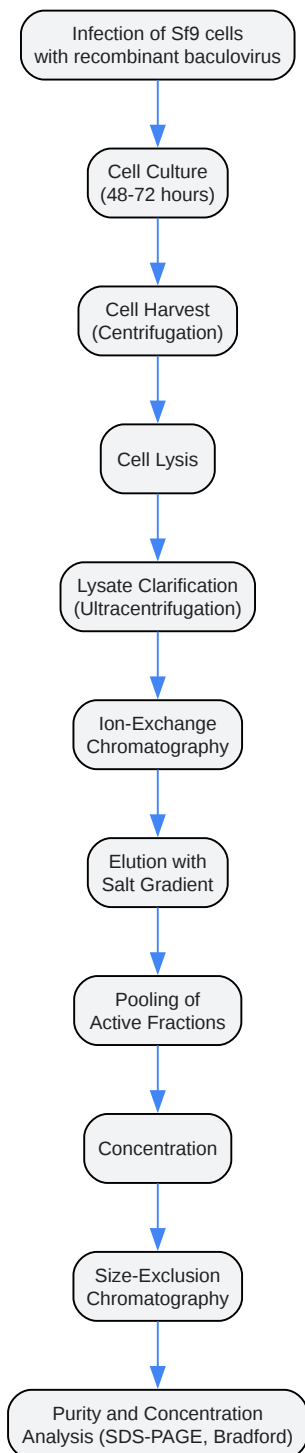 Infection of Sf9 cells
with recombinant baculovirus
Cell Culture
(48-72 hours)
Cell Harvest
(Centrifugation)
Cell Lysis
Lysate Clarification
(Ultracentrifugation)
Ion-Exchange
Chromatography
Elution with
Salt Gradient
Pooling of
Active Fractions
Concentration
Size-Exclusion
Chromatography
Purity and Concentration
Analysis (SDS-PAGE, Bradford)